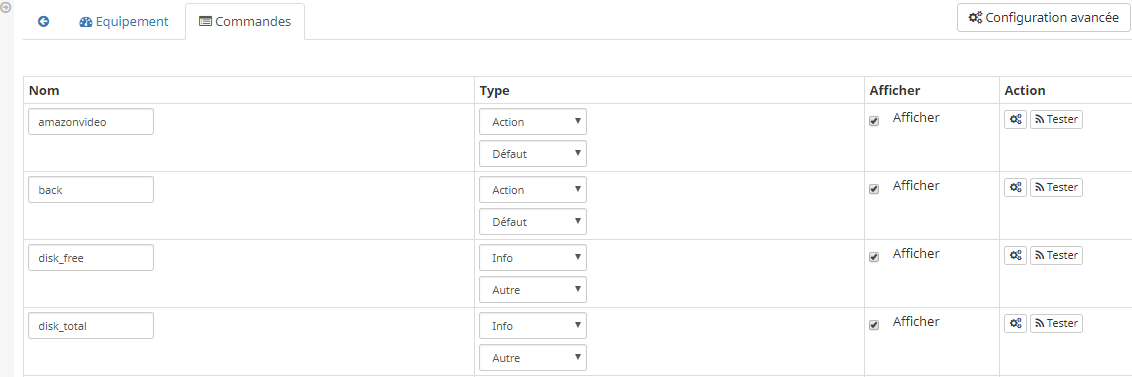 Equipement Commandes Configuration avancée
Nom Type Afficher Action
amazonvideo Action Afficher Tester
Défaut
back Action Afficher Tester
Défaut
disk_free Info Afficher Tester
Autre
disk_total Info Afficher Tester
Autre